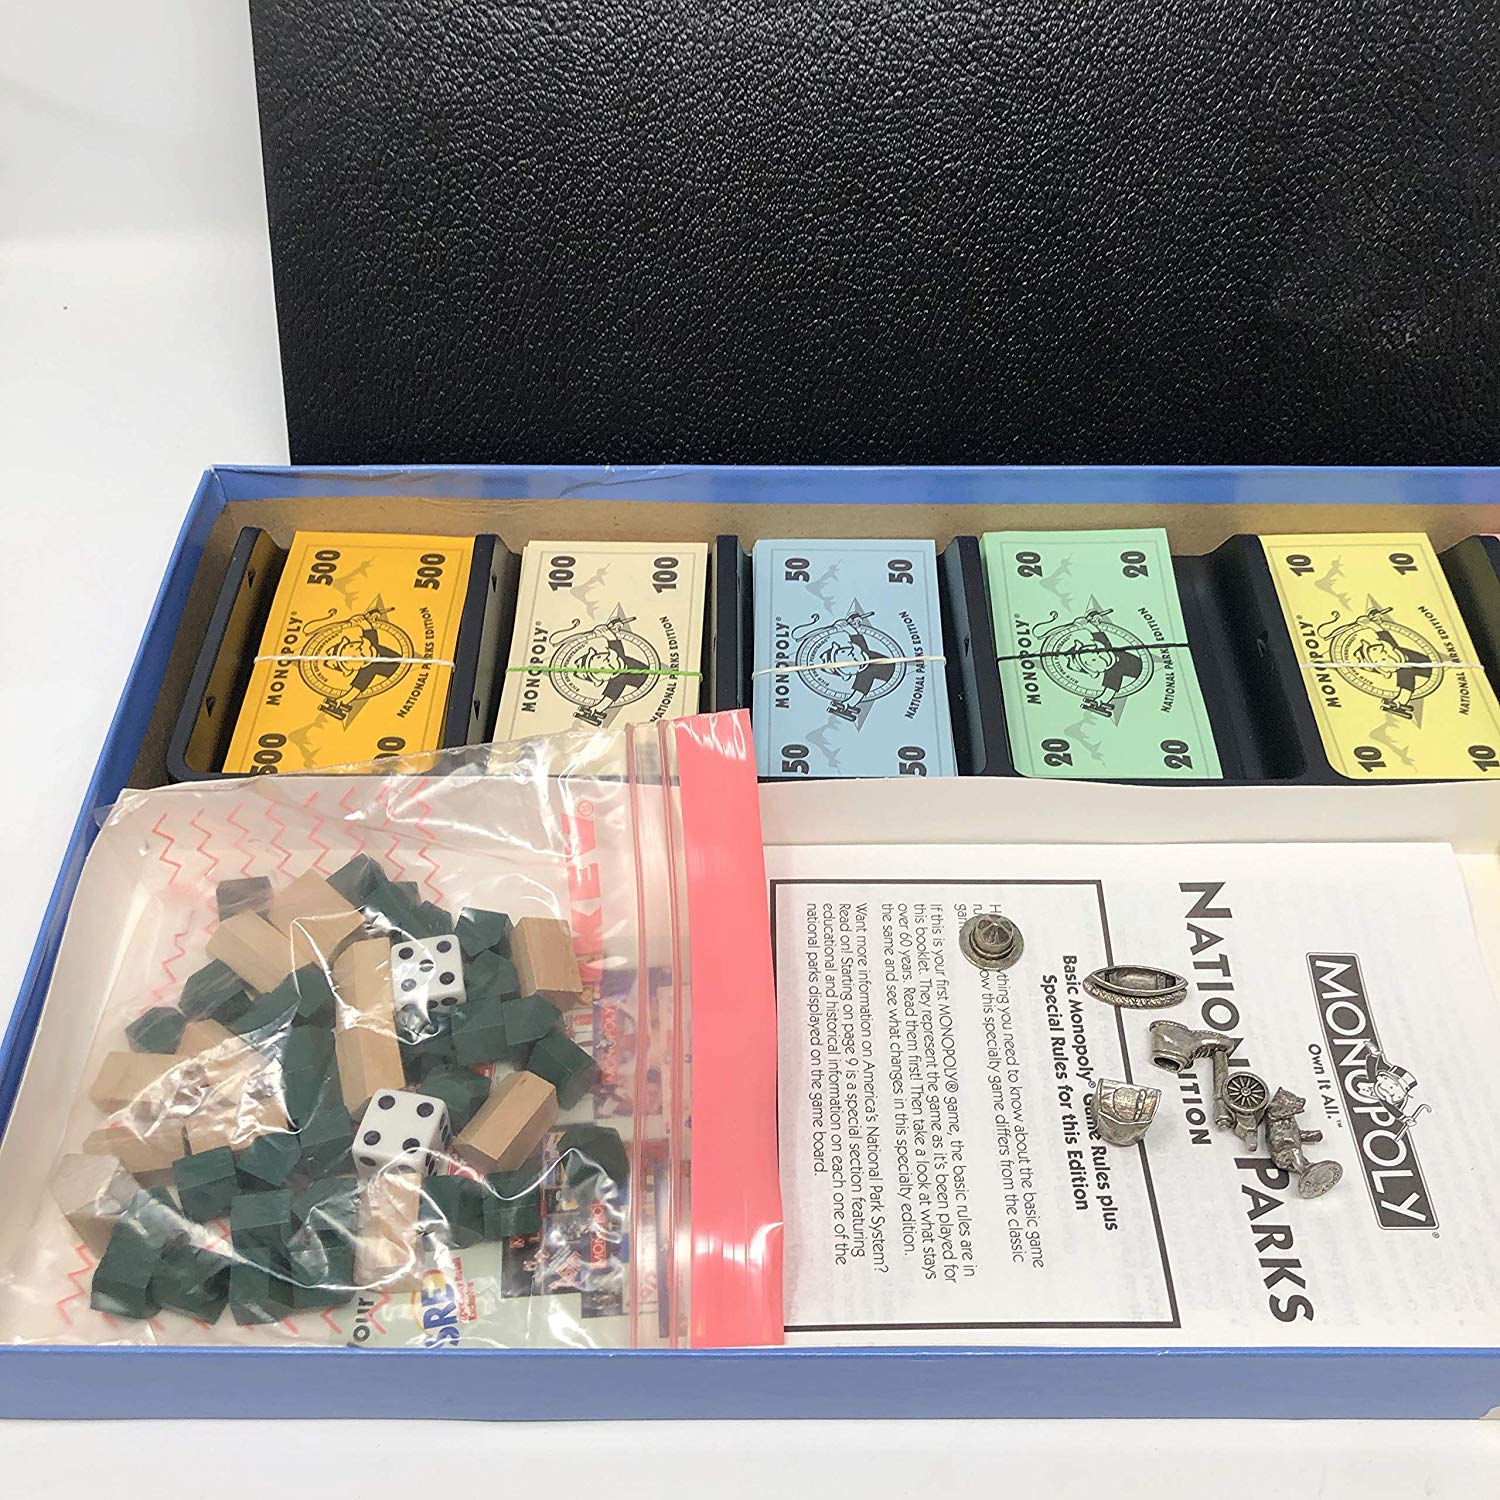 500 500
MONOPOLY®
NATIONAL PARKS EDITION
500
100 100
MONOPOLY®
NATIONAL PARKS EDITION
50 50
MONOPOLY®
NATIONAL PARKS EDITION
50 50
20 20
MONOPOLY®
NATIONAL PARKS EDITION
20 20
10 10
MONOPOLY®
NATIONAL
10 10
MONOPOLY®
Own It All.™
NATIONAL PARKS
EDITION
Basic Monopoly® Game Rules plus
Special Rules for this Edition
thing you need to know about the basic game
how this specialty game differs from the classic
If this is your first MONOPOLY® game, the basic rules are in
this booklet. They represent the game as it's been played for
over 60 years. Read them first! Then take a look at what stays
the same and see what changes in this specialty edition.
Want more information on America's National Park System?
Read on! Starting on page 9 is a special section featuring
educational and historical information on each one of the
national parks displayed on the game board.